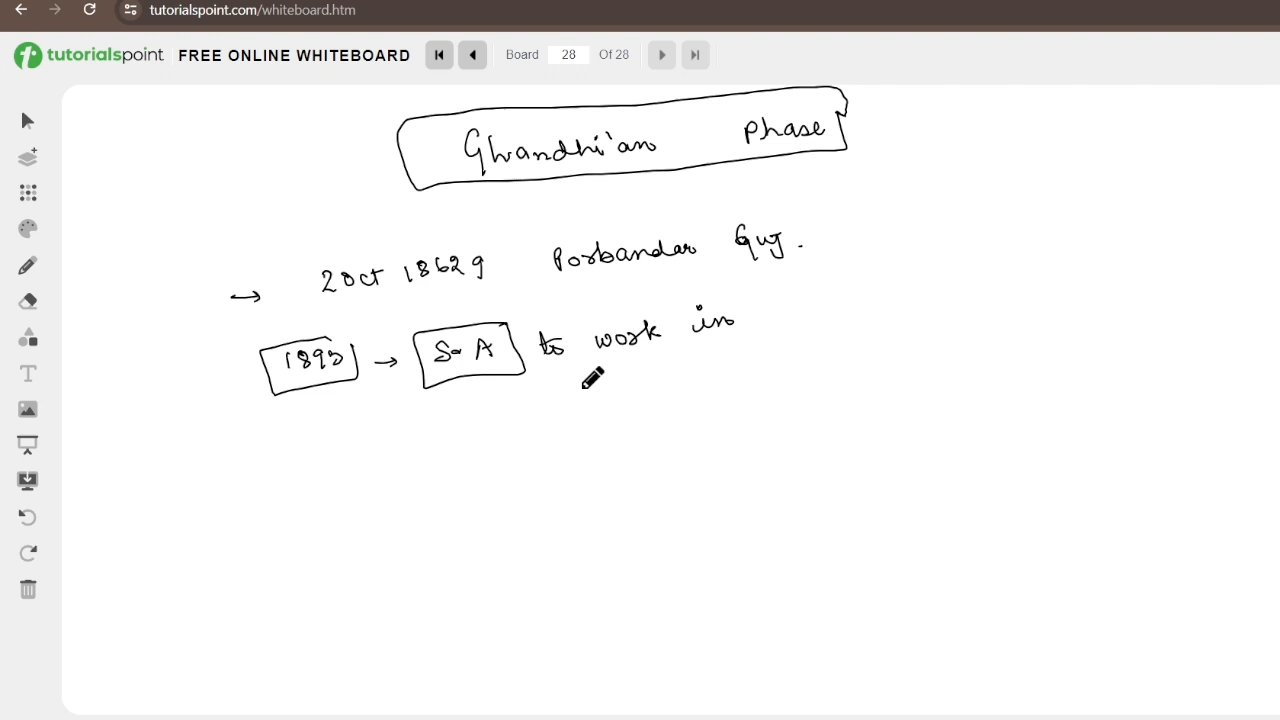 tutorialspoint.com/whiteboard.htm
tutorialspoint FREE ONLINE WHITEBOARD Board 28 Of 28
Ghandhi'an Phase
→ 2 Oct 18629 Porbandar Guj.
1893 → S-A to work in
T